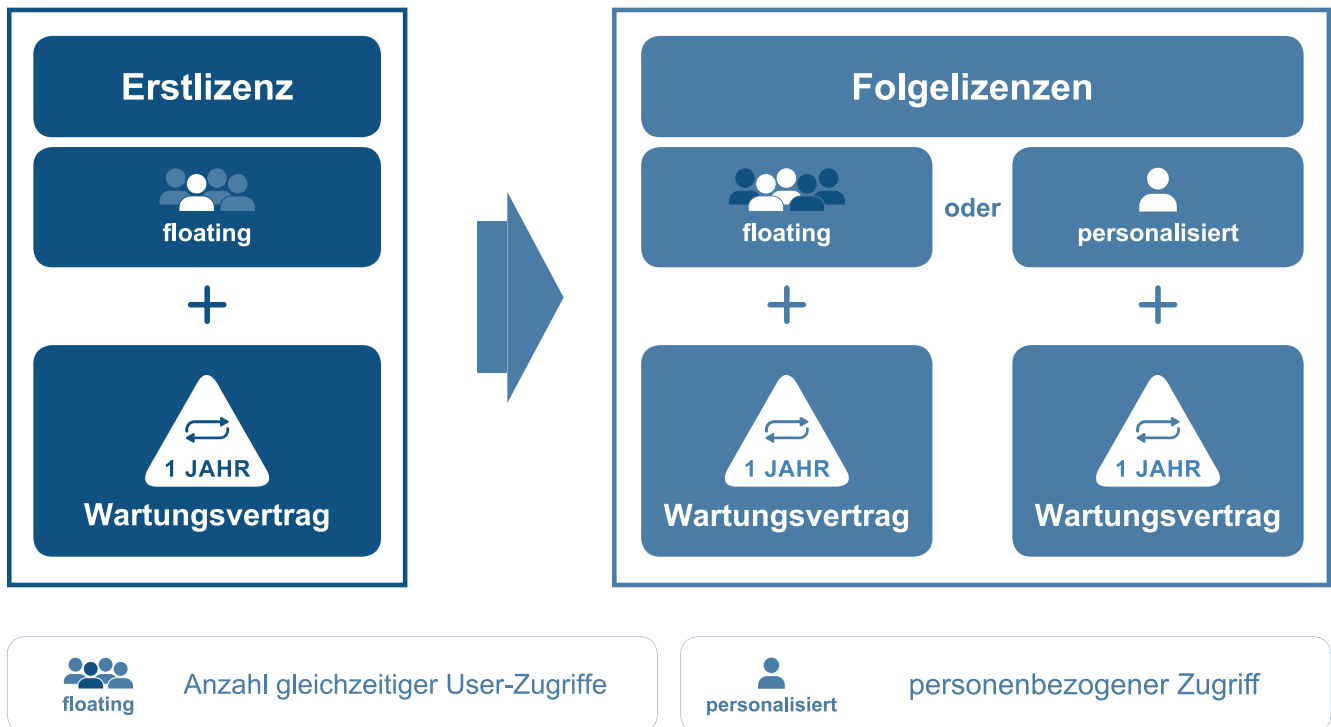 Erstlizenz
floating
+
1 JAHR
Wartungsvertrag
Folgelizenzen
floating
oder
personalisiert
+
+
1 JAHR
Wartungsvertrag
1 JAHR
Wartungsvertrag
floating
Anzahl gleichzeitiger User-Zugriffe
personalisiert
personenbezogener Zugriff